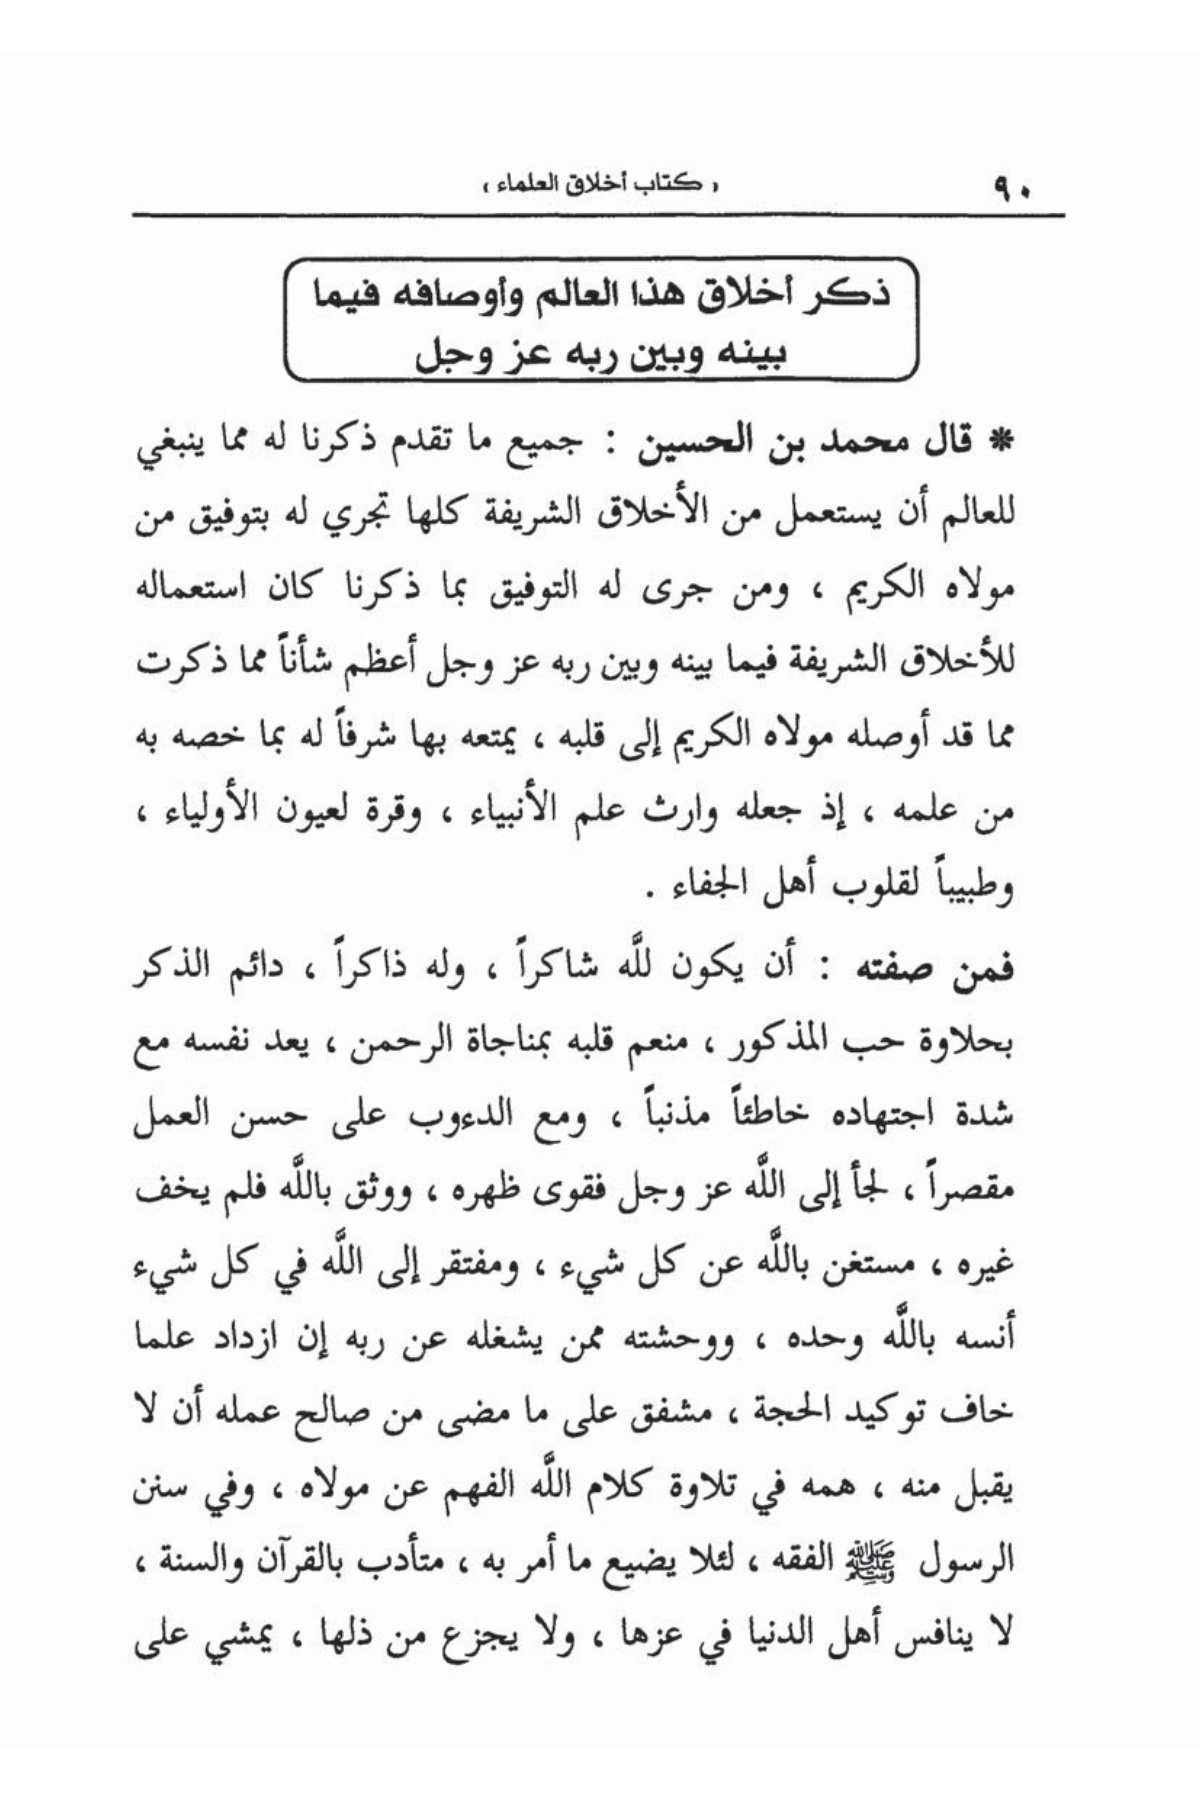 ٩٠
( كتاب أخلاق العلماء )
ذكر أخلاق هذا العالم وأوصافه فيما
بينه وبين ربه عز وجل
* قال محمد بن الحسين : جميع ما تقدم ذكرنا له مما ينبغي
للعالم أن يستعمل من الأخلاق الشريفة كلها تجري له بتوفيق من
مولاه الكريم ، ومن جرى له التوفيق بما ذكرنا كان استعماله
للأخلاق الشريفة فيما بينه وبين ربه عز وجل أعظم شأناً مما ذكرت
مما قد أوصله مولاه الكريم إلى قلبه ، يمتعه بها شرفاً له بما خصه به
من علمه ، إذ جعله وارث علم الأنبياء ، وقرة لعيون الأولياء ،
وطبيباً لقلوب أهل الجفاء .
فمن صفته : أن يكون للَّه شاكراً ، وله ذاكراً ، دائم الذكر
بحلاوة حب المذكور ، منعم قلبه بمناجاة الرحمن ، يعد نفسه مع
شدة اجتهاده خاطئاً مذنباً ، ومع الدءوب على حسن العمل
مقصراً ، لجأ إلى اللَّه عز وجل فقوى ظهره ، ووثق باللَّه فلم يخف
غيره ، مستغن باللَّه عن كل شيء ، ومفتقر إلى اللَّه في كل شيء
أنسه باللَّه وحده ، ووحشته ممن يشغله عن ربه إن ازداد علما
خاف توكيد الحجة ، مشفق على ما مضى من صالح عمله أن لا
يقبل منه ، همه في تلاوة كلام اللَّه الفهم عن مولاه ، وفي سنن
الرسول ﷺ الفقه ، لئلا يضيع ما أمر به ، متأدب بالقرآن والسنة ،
لا ينافس أهل الدنيا في عزها ، ولا يجزع من ذلها ، يمشي على